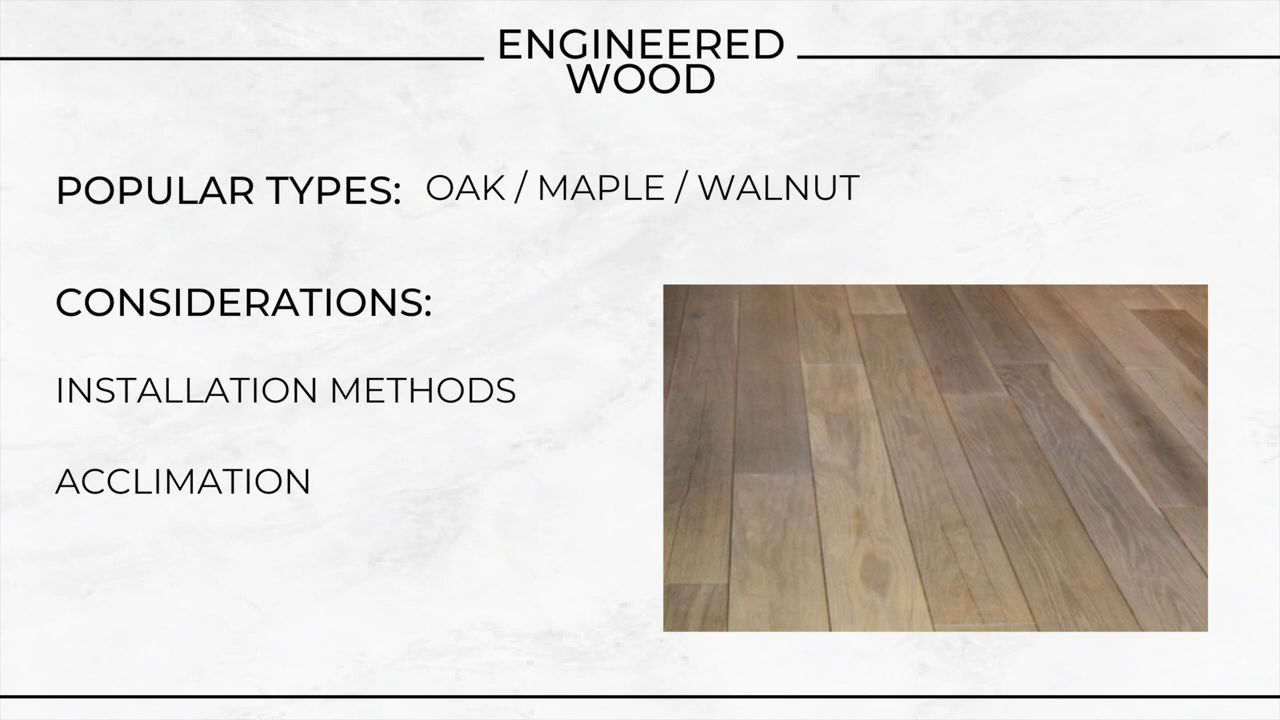 ENGINEERED
WOOD
POPULAR TYPES: OAK / MAPLE / WALNUT
CONSIDERATIONS:
INSTALLATION METHODS
ACCLIMATION